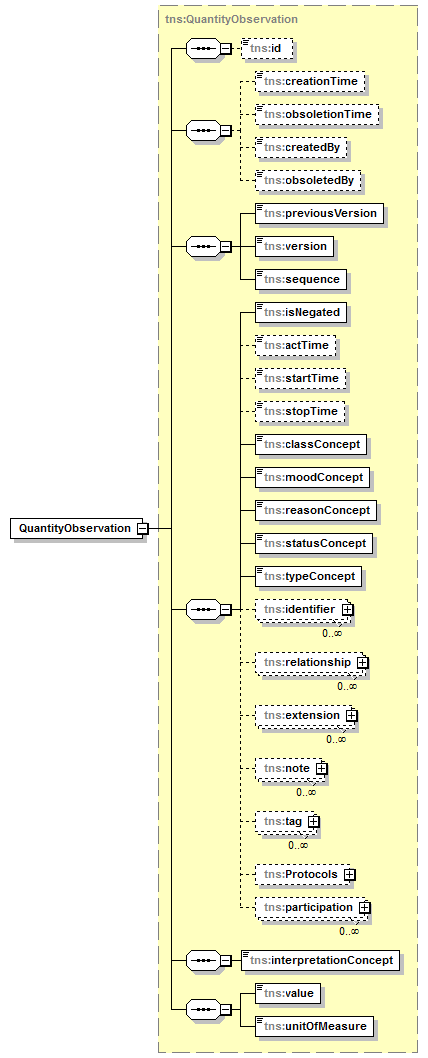 tns:QuantityObservation
tns:id
tns:creationTime
tns:obsoletionTime
tns:createdBy
tns:obsoletedBy
tns:previousVersion
tns:version
tns:sequence
tns:isNegated
tns:actTime
tns:startTime
tns:stopTime
tns:classConcept
tns:moodConcept
tns:reasonConcept
QuantityObservation
tns:statusConcept
tns:typeConcept
tns:identifier
0..∞
tns:relationship
0..∞
tns:extension
0..∞
tns:note
0..∞
tns:tag
0..∞
tns:Protocols
tns:participation
0..∞
tns:interpretationConcept
tns:value
tns:unitOfMeasure